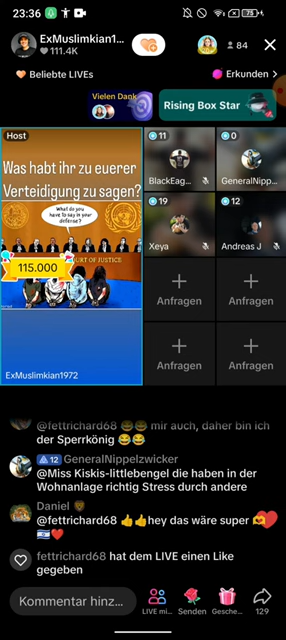 23:36
75
ExMuslimkian1...
111.4K
84
Beliebte LIVEs
Erkunden >
Vielen Dank
Rising Box Star
Host
Was habt ihr zu euerer
Verteidigung zu sagen?
What do you
have to say in your
defense?
COURT OF JUSTICE
115.000
ExMuslimkian1972
11
BlackEag...
0
GeneralNipp...
19
Xeya
12
Andreas J
Anfragen
Anfragen
Anfragen
Anfragen
@fettrichard68 😂😂 mir auch, daher bin ich
der Sperrkönig 😂😂
12 GeneralNippelzwicker
@Miss Kiskis-littlebengel die haben in der
Wohnanlage richtig Stress durch andere
Daniel
@fettrichard68 👍👍hey das wäre super 🫶
🇮🇱❤️
fettrichard68 hat dem LIVE einen Like
gegeben
Kommentar hinz...
LIVE mi...
Senden
Gesche...
129